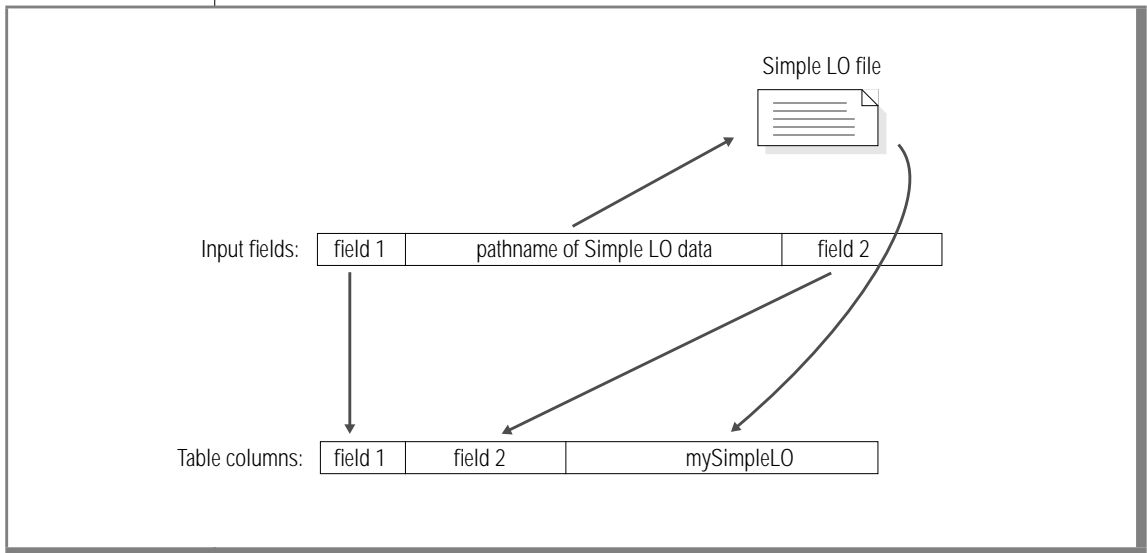 Simple LO file
Input fields: field 1 pathname of Simple LO data field 2
Table columns: field 1 field 2 mySimpleLO